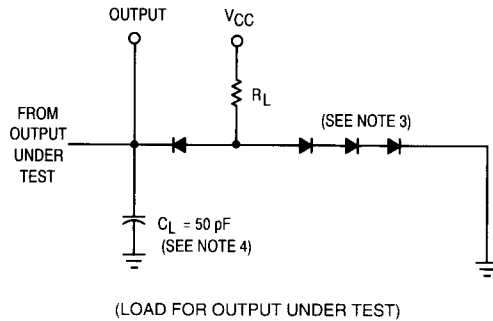 OUTPUT
VCC
RL
FROM
OUTPUT
UNDER
TEST
(SEE NOTE 3)
CL = 50 pF
(SEE NOTE 4)
(LOAD FOR OUTPUT UNDER TEST)